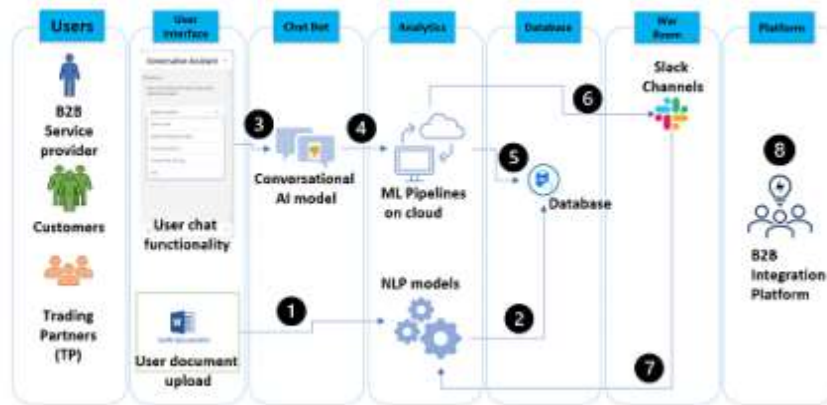 Users
User Interface
Chat Bot
Analytics
Database
War Room
Platform
B2B
Service
provider
Customers
Trading
Partners
(TP)
Conversation Assistant
User chat
functionality
User document
upload
3
Conversational
AI model
1
4
ML Pipelines
on cloud
NLP models
5
Database
2
6
Slack
Channels
7
8
B2B
Integration
Platform